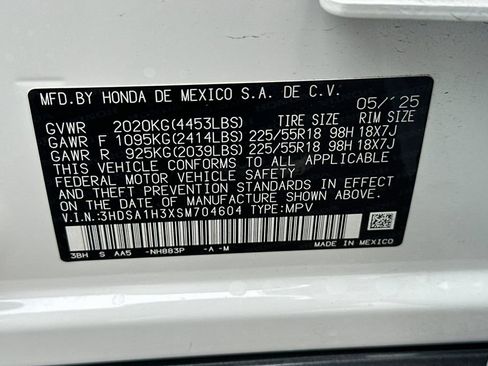 MFD.BY HONDA DE MEXICO S.A. DE C.V. 05/'25
GVWR 2020KG(4453LBS) TIRE SIZE RIM SIZE
GAWR F 1095KG(2414LBS) 225/55R18 98H 18X7J
GAWR R 925KG(2039LBS) 225/55R18 98H 18X7J
THIS VEHICLE CONFORMS TO ALL APPLICABLE
FEDERAL MOTOR VEHICLE SAFETY
AND THEFT PREVENTION STANDARDS IN EFFECT
ON THE DATE OF MANUFACTURE SHOWN ABOVE.
V.I.N.:3HDSA1H3XSM704604 TYPE:MPV
3BH S AA5 -NH883P -A -M MADE IN MEXICO